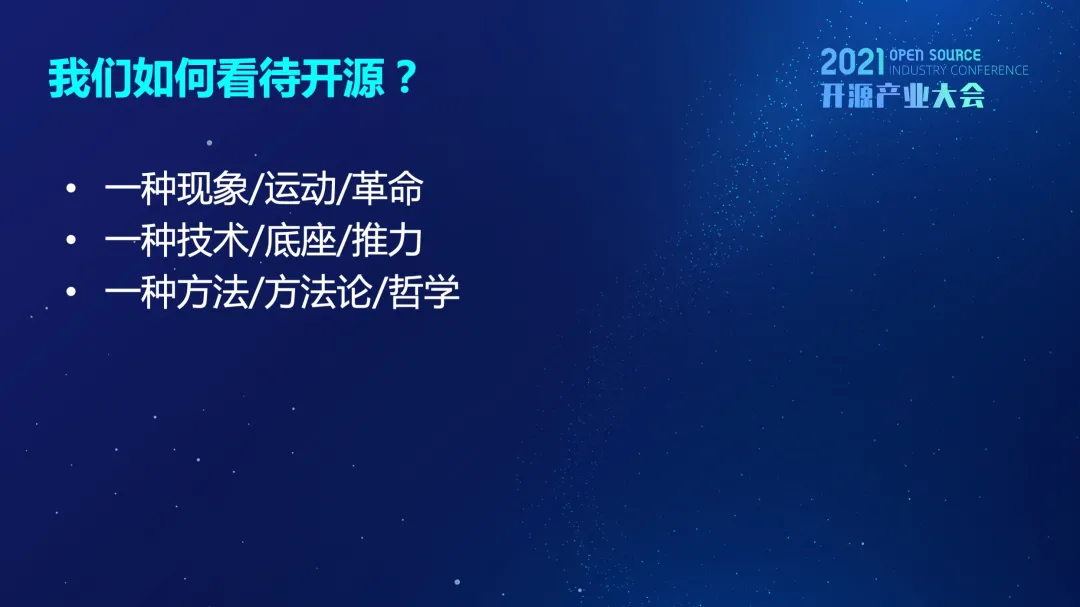 我们如何看待开源？
2021 OPEN SOURCE
INDUSTRY CONFERENCE
开源产业大会
• 一种现象/运动/革命
• 一种技术/底座/推力
• 一种方法/方法论/哲学